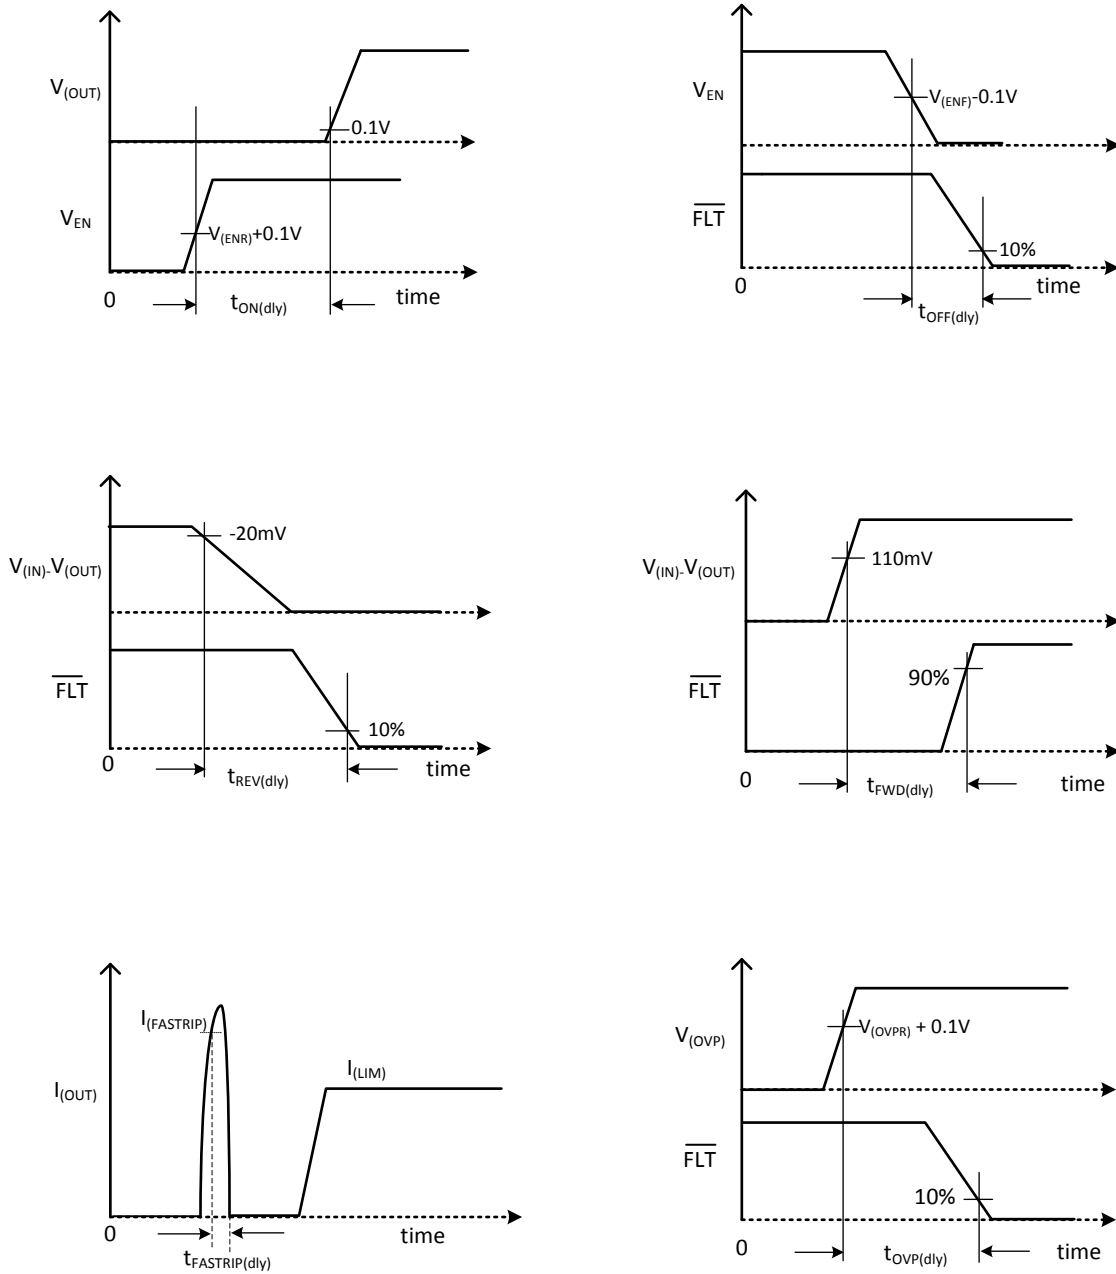 V(OUT)
0.1V
VEN
V(ENR)+0.1V
0
tON(dly)
time
VEN
V(ENF)-0.1V
FLT
10%
0
tOFF(dly)
time
V(IN)-V(OUT)
-20mV
FLT
10%
0
tREV(dly)
time
V(IN)-V(OUT)
110mV
FLT
90%
0
tFWD(dly)
time
I(FASTRIP)
I(LIM)
I(OUT)
0
tFASTRIP(dly)
time
V(OVP)
V(OVPR) + 0.1V
FLT
10%
0
tOVP(dly)
time